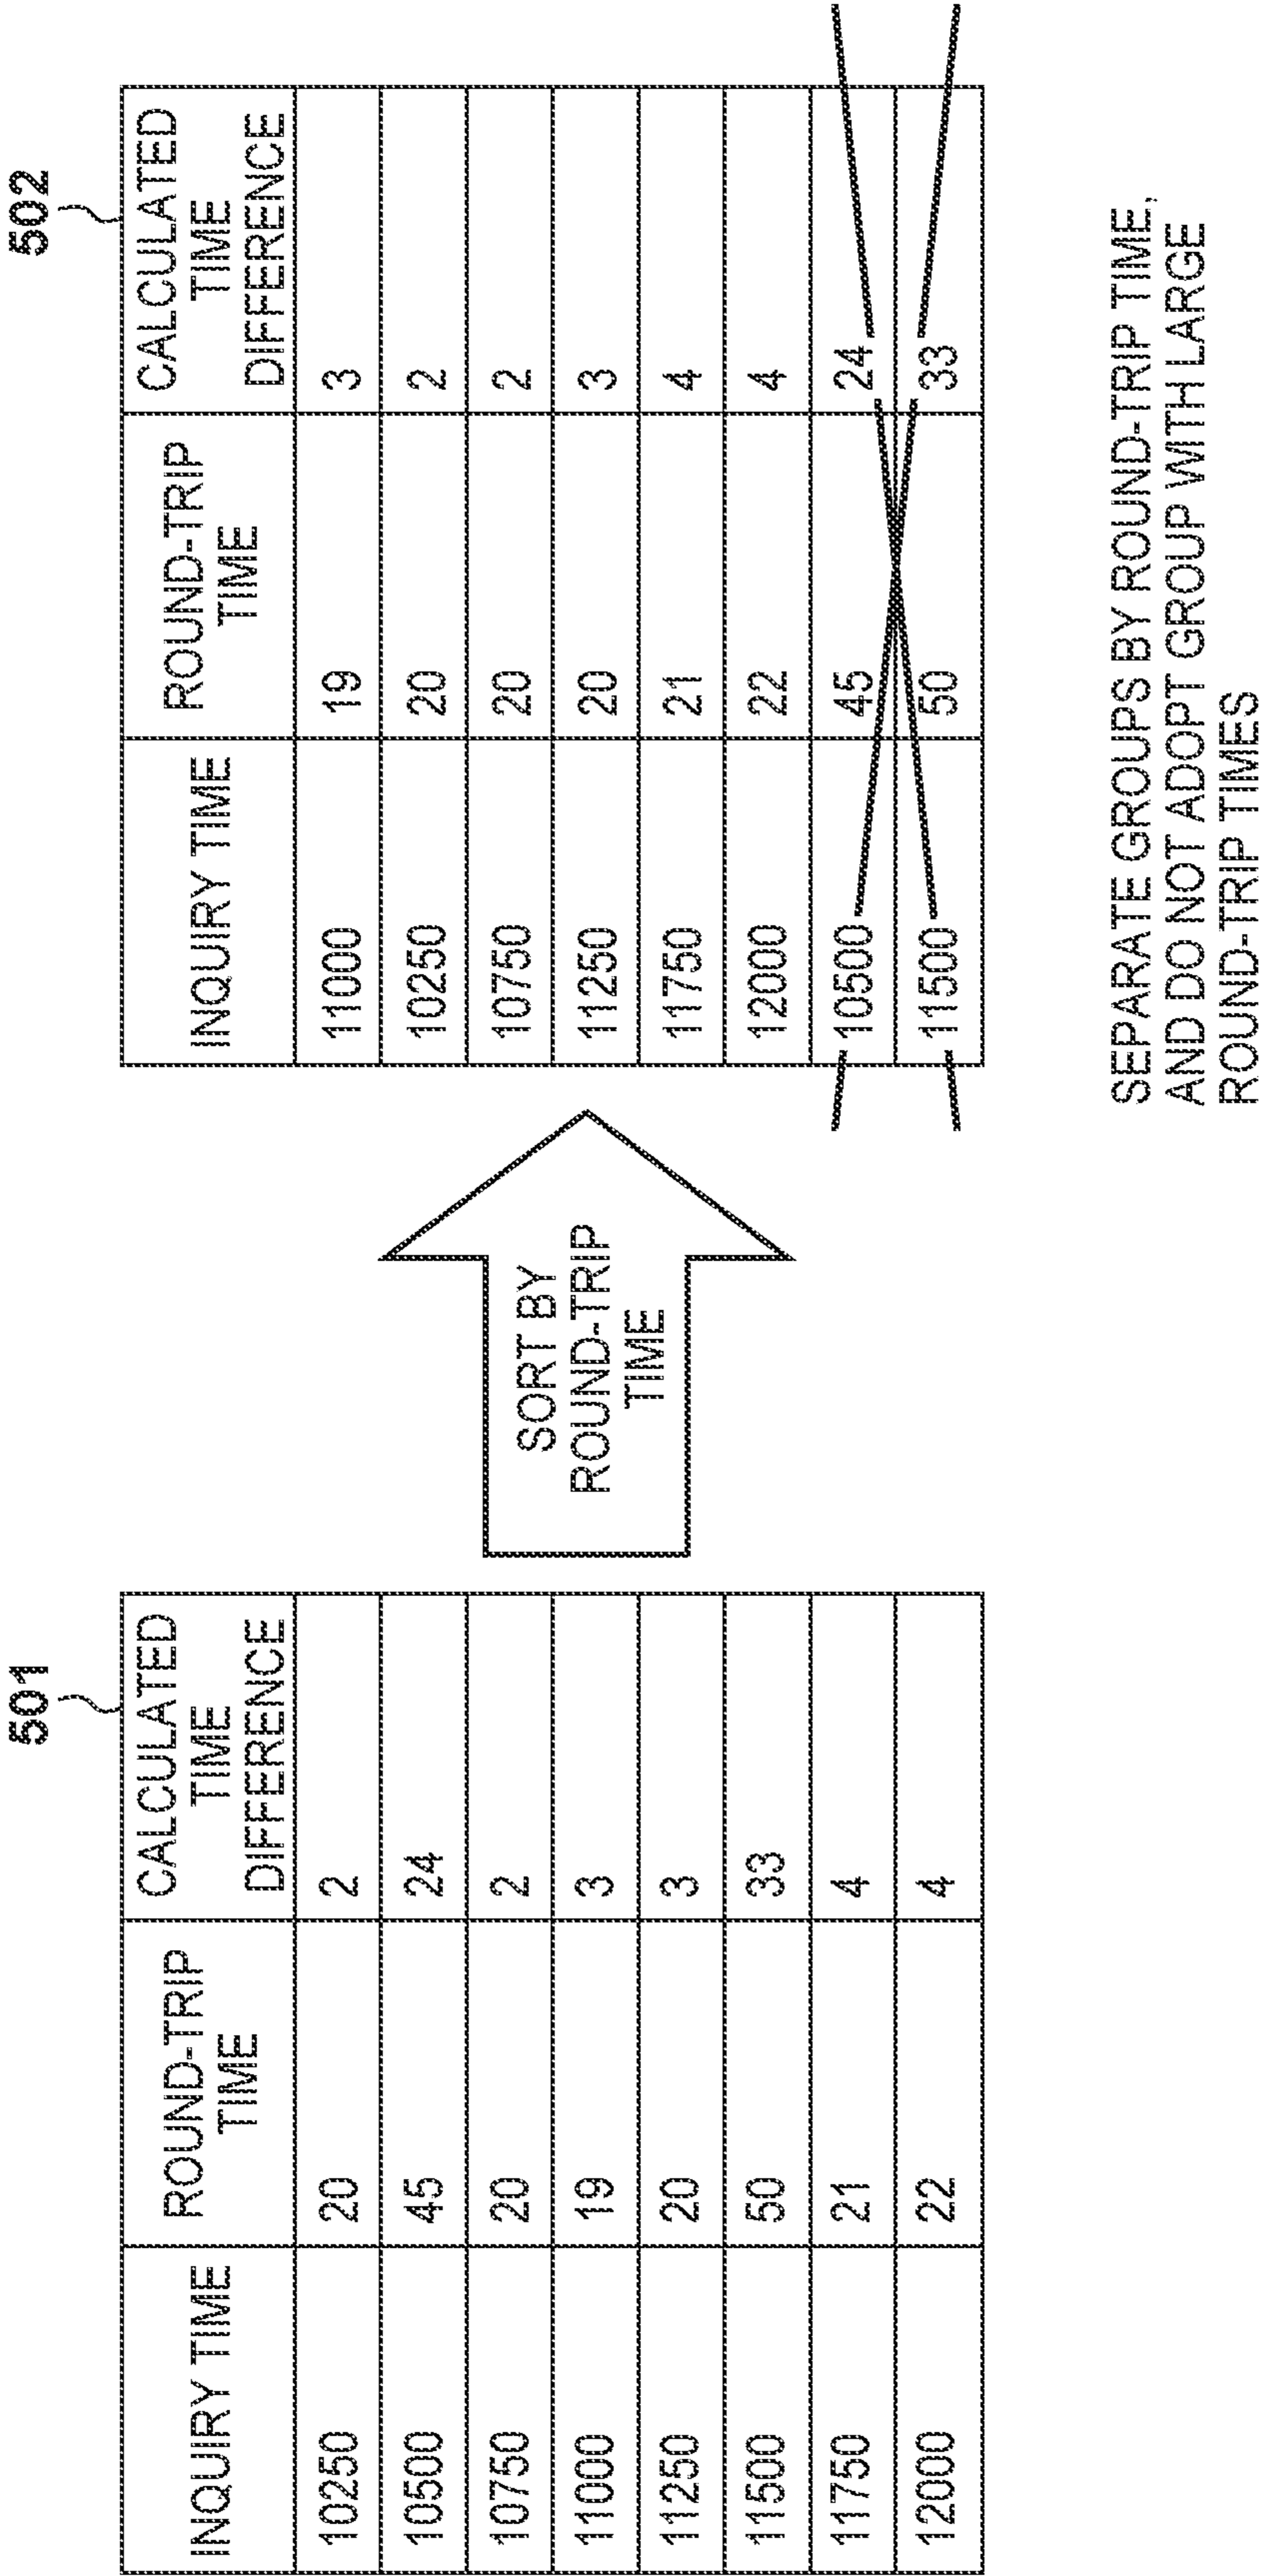 501
INQUIRY TIME ROUND-TRIP TIME CALCULATED TIME DIFFERENCE
10250 20 2
10500 45 24
10750 20 2
11000 19 3
11250 20 3
11500 50 33
11750 21 4
12000 22 4
SORT BY
ROUND-TRIP
TIME
502
INQUIRY TIME ROUND-TRIP TIME CALCULATED TIME DIFFERENCE
11000 19 3
10250 20 2
10750 20 2
11250 20 3
11750 21 4
12000 22 4
10500 45 24
11500 50 33
SEPARATE GROUPS BY ROUND-TRIP TIME,
AND DO NOT ADOPT GROUP WITH LARGE
ROUND-TRIP TIMES